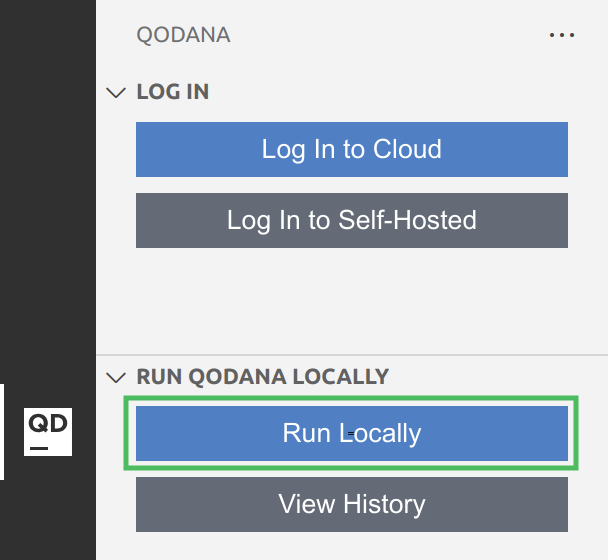 QODANA
LOG IN
Log In to Cloud
Log In to Self-Hosted
RUN QODANA LOCALLY
QD
Run Locally
View History